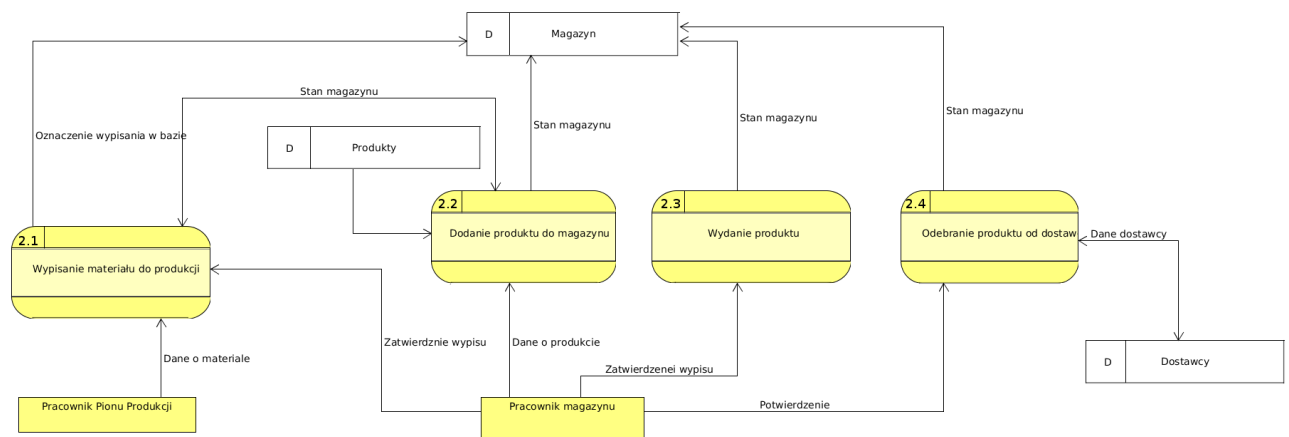 D Magazyn
Stan magazynu
Oznaczenie wypisania w bazie
Stan magazynu
Stan magazynu
Stan magazynu
D Produkty
2.1
Wypisanie materiału do produkcji
2.2
Dodanie produktu do magazynu
2.3
Wydanie produktu
2.4
Odebranie produktu od dostaw
Dane dostawcy
Dane o materiale
Zatwierdznie wypisu
Dane o produkcie
Zatwierdzenei wypisu
Potwierdzenie
D Dostawcy
Pracownik Pionu Produkcji
Pracownik magazynu